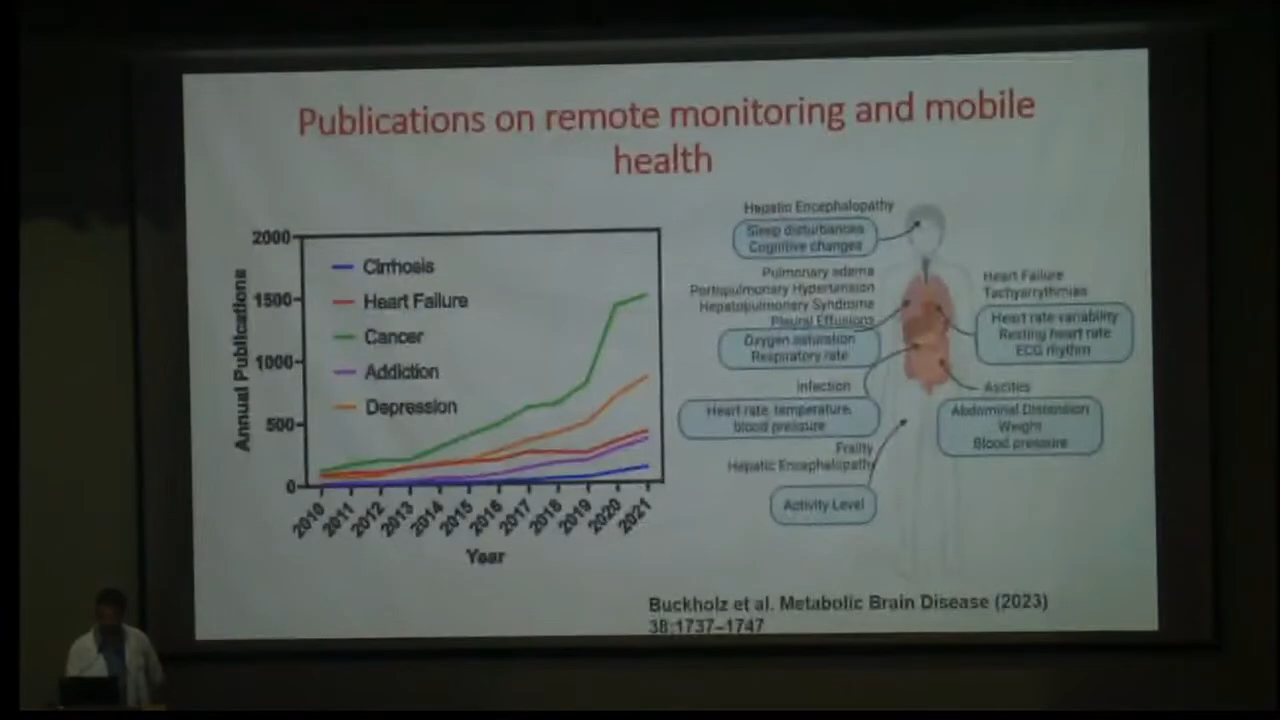 Publications on remote monitoring and mobile
health
2000
1500
1000
500
0
Annual Publications
Cirrhosis
Heart Failure
Cancer
Addiction
Depression
2010
2011
2012
2013
2014
2015
2016
2017
2018
2019
2020
2021
Year
Hepatic Encephalopathy
Sleep disturbances
Cognitive changes
Pulmonary edema
Portopulmonary Hypertension
Hepatopulmonary Syndrome
Pleural Effusions
Oxygen saturation
Respiratory rate
Infection
Heart rate, temperature,
blood pressure
Frailty
Hepatic Encephalopathy
Activity Level
Heart Failure
Tachyarrythmias
Heart rate variability
Resting heart rate
ECG rhythm
Ascites
Abdominal Distension
Weight
Blood pressure
Buckholz et al. Metabolic Brain Disease (2023)
38:1737–1747